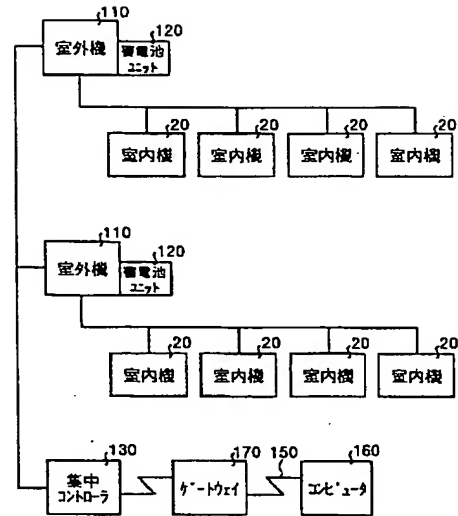 110
120
室外機
蓄電池
ユニット
20
20
20
20
室内機
室内機
室内機
室内機
110
120
室外機
蓄電池
ユニット
20
20
20
20
室内機
室内機
室内機
室内機
130
170
150
160
集中
コントローラ
ゲートウェイ
コンピュータ